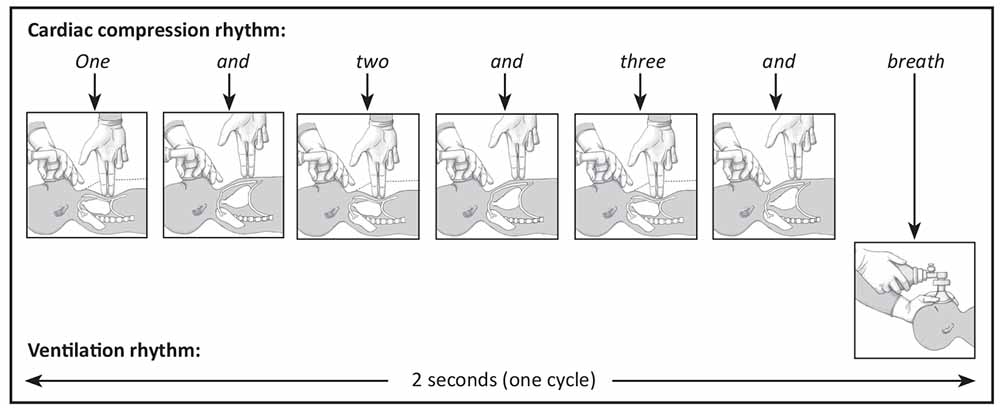 Cardiac compression rhythm:
One and two and three and breath
Ventilation rhythm:
2 seconds (one cycle)